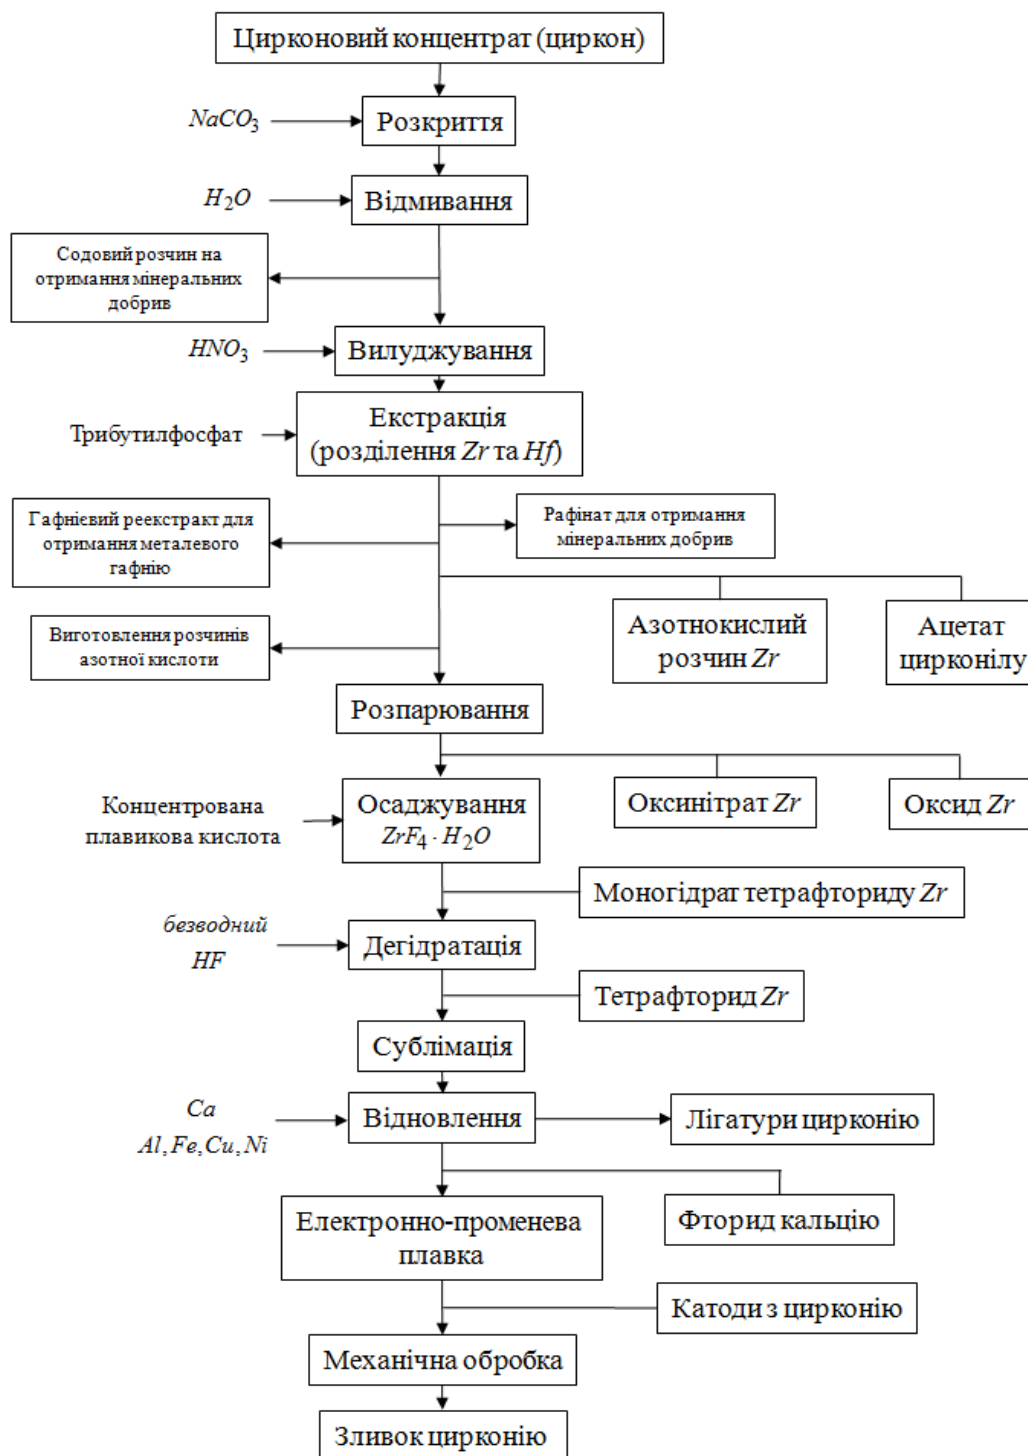 Цирконовий концентрат (циркон)
NaCO3
Розкриття
H2O
Відмивання
Содовий розчин на
отримання мінеральних
добрив
HNO3
Вилуджування
Трибутилфосфат
Екстракція
(розділення Zr та Hf)
Гафнієвий реекстракт для
отримання металевого
гафнію
Рафінат для отримання
мінеральних добрив
Азотнокислий
розчин Zr
Ацетат
цирконілу
Виготовлення розчинів
азотної кислоти
Розпарювання
Оксинітрат Zr
Оксид Zr
Концентрована
плавикова кислота
Осаджування
ZrF4 · H2O
Моногідрат тетрафториду Zr
безводний
HF
Дегідратація
Тетрафторид Zr
Сублімація
Ca
Al, Fe, Cu, Ni
Відновлення
Лігатури цирконію
Фторид кальцію
Електронно-променева
плавка
Катоди з цирконію
Механічна обробка
Зливок цирконію